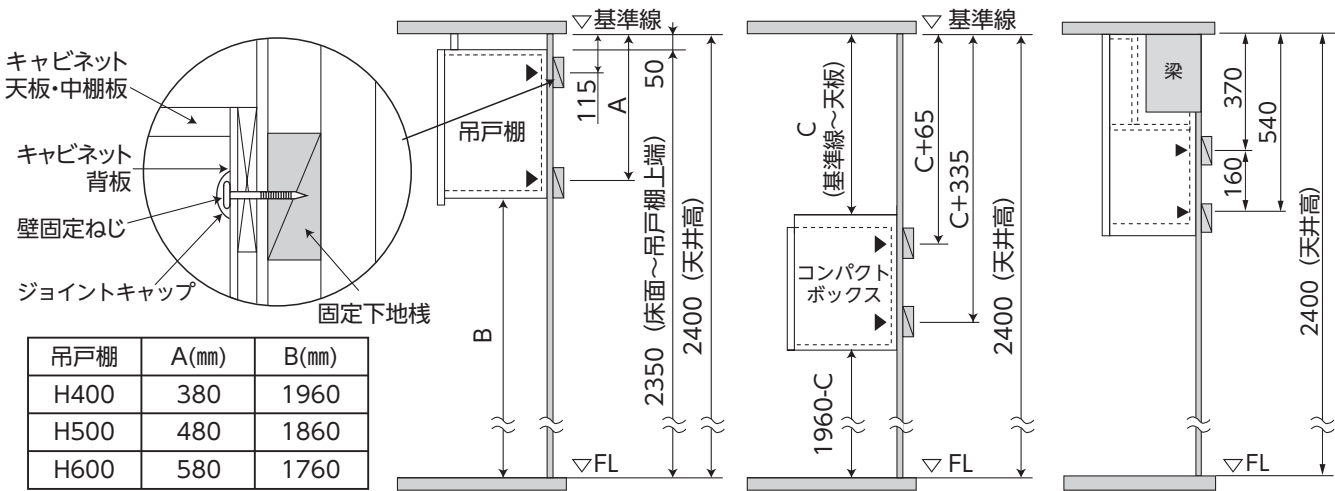 キャビネット
天板・中棚板
キャビネット
背板
壁固定ねじ
ジョイントキャップ
固定下地桟
吊戸棚 A(㎜) B(㎜)
H400 380 1960
H500 480 1860
H600 580 1760
▽基準線
吊戸棚
115
A
50
B
2350（床面～吊戸棚上端）
2400（天井高）
▽FL
▽ 基準線
C
（基準線～天板）
C+65
C+335
コンパクト
ボックス
1960-C
2400（天井高）
▽ FL
梁
370
540
160
2400（天井高）
▽FL